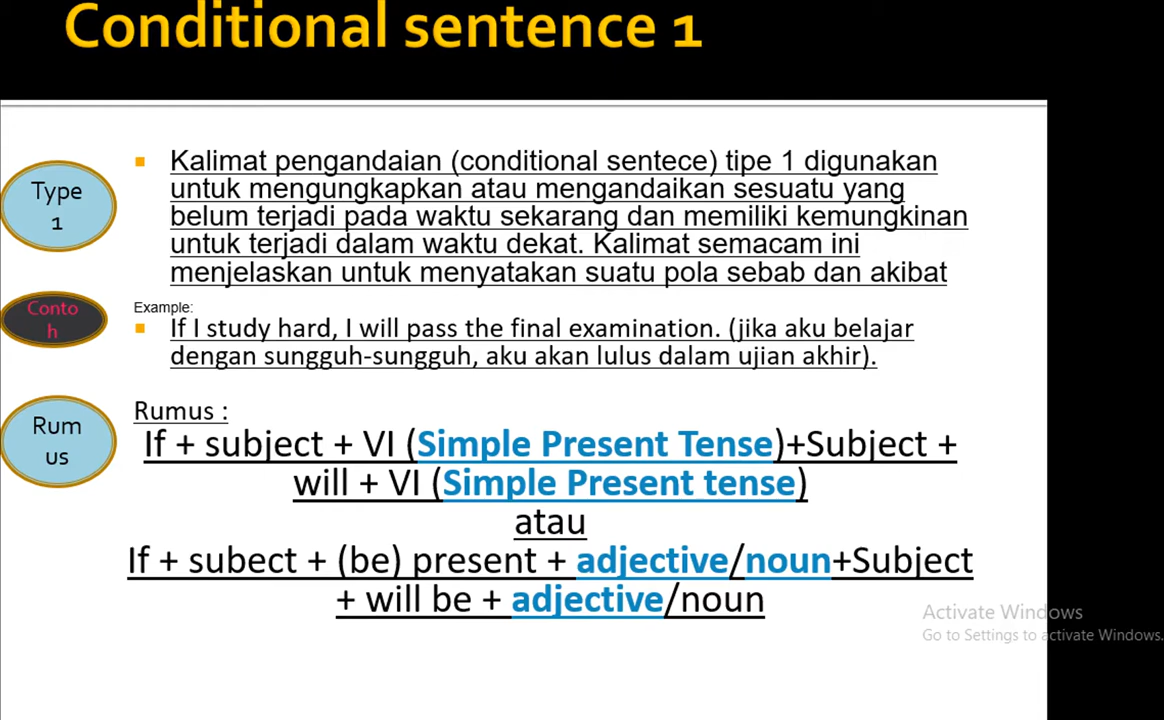 Conditional sentence 1
Type
1
Kalimat pengandaian (conditional sentece) tipe 1 digunakan
untuk mengungkapkan atau mengandaikan sesuatu yang
belum terjadi pada waktu sekarang dan memiliki kemungkinan
untuk terjadi dalam waktu dekat. Kalimat semacam ini
menjelaskan untuk menyatakan suatu pola sebab dan akibat
Conto
h
Example:
If I study hard, I will pass the final examination. (jika aku belajar
dengan sungguh-sungguh, aku akan lulus dalam ujian akhir).
Rum
us
Rumus :
If + subject + VI (Simple Present Tense)+Subject +
will + VI (Simple Present tense)
atau
If + subect + (be) present + adjective/noun+Subject
+ will be + adjective/noun
Activate Windows
Go to Settings to activate Windows.